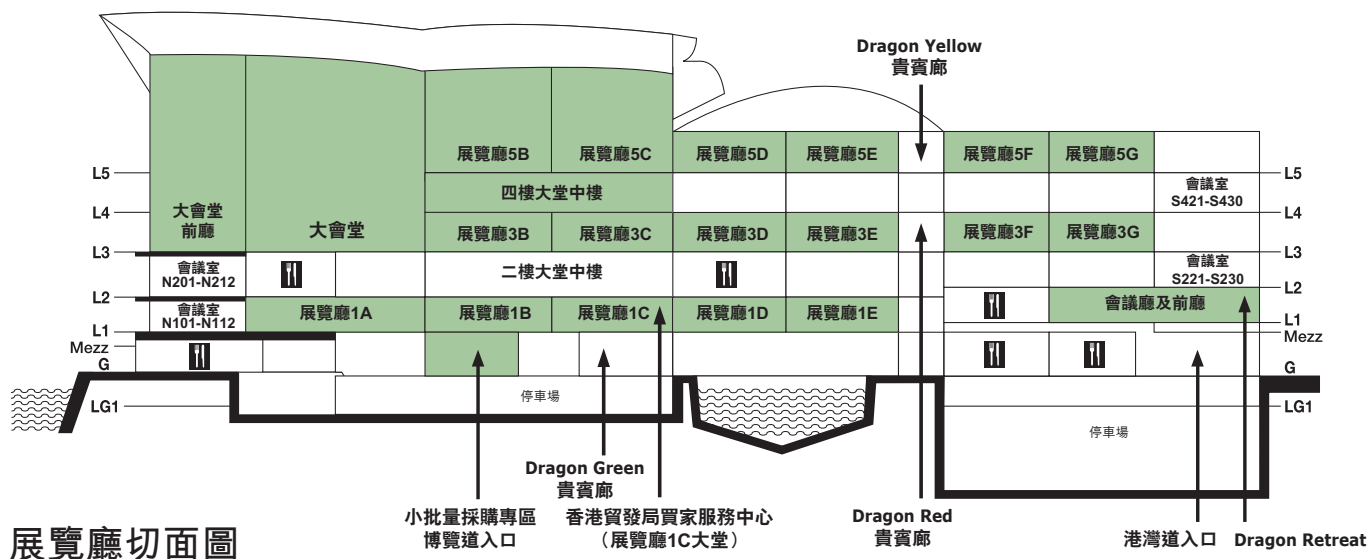 Dragon Yellow
貴賓廊
展覽廳5B
展覽廳5C
展覽廳5D
展覽廳5E
展覽廳5F
展覽廳5G
L5
L5
四樓大堂中樓
會議室
S421-S430
L4
L4
大會堂
前廳
大會堂
展覽廳3B
展覽廳3C
展覽廳3D
展覽廳3E
展覽廳3F
展覽廳3G
L3
L3
會議室
N201-N212
二樓大堂中樓
會議室
S221-S230
L2
L2
會議室
N101-N112
展覽廳1A
展覽廳1B
展覽廳1C
展覽廳1D
展覽廳1E
會議廳及前廳
L1
L1
Mezz
Mezz
G
G
LG1
停車場
LG1
停車場
Dragon Green
貴賓廊
小批量採購專區
博覽道入口
香港貿發局買家服務中心
（展覽廳1C大堂）
Dragon Red
貴賓廊
港灣道入口
Dragon Retreat
展覽廳切面圖